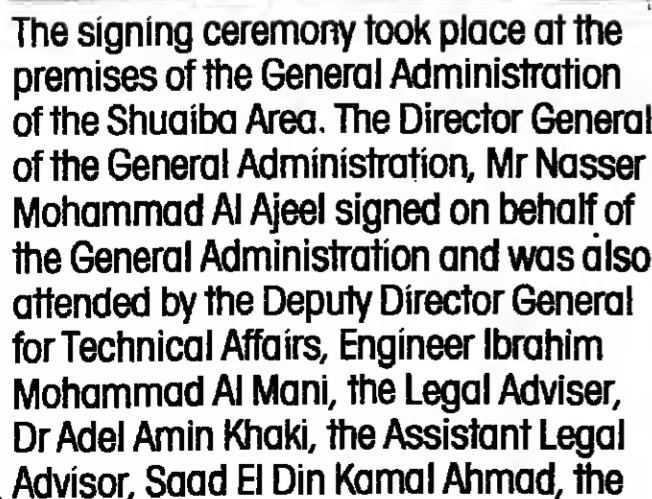 The signing ceremony took place at the
premises of the General Administration
of the Shuaiba Area. The Director General
of the General Administration, Mr Nasser
Mohammad Al Ajeel signed on behalf of
the General Administration and was also
attended by the Deputy Director General
for Technical Affairs, Engineer Ibrahim
Mohammad Al Mani, the Legal Adviser,
Dr Adel Amin Khaki, the Assistant Legal
Advisor, Saad El Din Kamal Ahmad, the